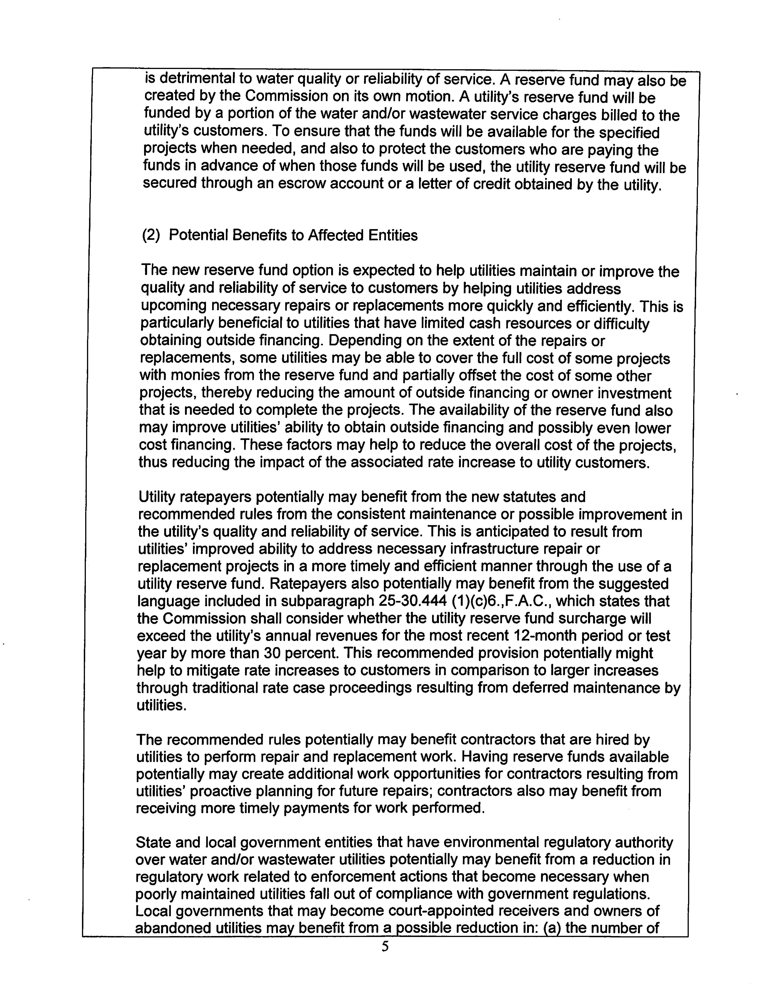 is detrimental to water quality or reliability of service. A reserve fund may also be
created by the Commission on its own motion. A utility's reserve fund will be
funded by a portion of the water and/or wastewater service charges billed to the
utility's customers. To ensure that the funds will be available for the specified
projects when needed, and also to protect the customers who are paying the
funds in advance of when those funds will be used, the utility reserve fund will be
secured through an escrow account or a letter of credit obtained by the utility.
(2) Potential Benefits to Affected Entities
The new reserve fund option is expected to help utilities maintain or improve the
quality and reliability of service to customers by helping utilities address
upcoming necessary repairs or replacements more quickly and efficiently. This is
particularly beneficial to utilities that have limited cash resources or difficulty
obtaining outside financing. Depending on the extent of the repairs or
replacements, some utilities may be able to cover the full cost of some projects
with monies from the reserve fund and partially offset the cost of some other
projects, thereby reducing the amount of outside financing or owner investment
that is needed to complete the projects. The availability of the reserve fund also
may improve utilities' ability to obtain outside financing and possibly even lower
cost financing. These factors may help to reduce the overall cost of the projects,
thus reducing the impact of the associated rate increase to utility customers.
Utility ratepayers potentially may benefit from the new statutes and
recommended rules from the consistent maintenance or possible improvement in
the utility's quality and reliability of service. This is anticipated to result from
utilities' improved ability to address necessary infrastructure repair or
replacement projects in a more timely and efficient manner through the use of a
utility reserve fund. Ratepayers also potentially may benefit from the suggested
language included in subparagraph 25-30.444 (1)(c)6.,F.A.C., which states that
the Commission shall consider whether the utility reserve fund surcharge will
exceed the utility's annual revenues for the most recent 12-month period or test
year by more than 30 percent. This recommended provision potentially might
help to mitigate rate increases to customers in comparison to larger increases
through traditional rate case proceedings resulting from deferred maintenance by
utilities.
The recommended rules potentially may benefit contractors that are hired by
utilities to perform repair and replacement work. Having reserve funds available
potentially may create additional work opportunities for contractors resulting from
utilities' proactive planning for future repairs; contractors also may benefit from
receiving more timely payments for work performed.
State and local government entities that have environmental regulatory authority
over water and/or wastewater utilities potentially may benefit from a reduction in
regulatory work related to enforcement actions that become necessary when
poorly maintained utilities fall out of compliance with government regulations.
Local governments that may become court-appointed receivers and owners of
abandoned utilities may benefit from a possible reduction in: (a) the number of
5